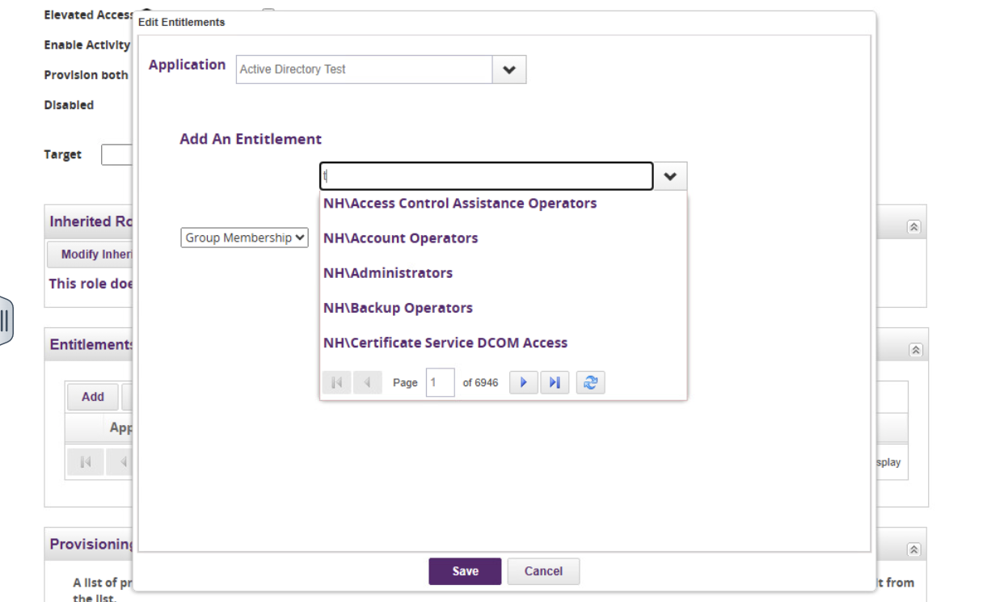 Elevated Access
Edit Entitlements
Enable Activity
Application
Active Directory Test
Provision both
Disabled
Add An Entitlement
Target
t
NH\Access Control Assistance Operators
Inherited Ro
Group Membership
NH\Account Operators
Modify Inheri
NH\Administrators
This role doe
NH\Backup Operators
Entitlements
NH\Certificate Service DCOM Access
Page 1 of 6946
Add
App
splay
Provisioning
Save
Cancel
A list of pr
t from
the list.